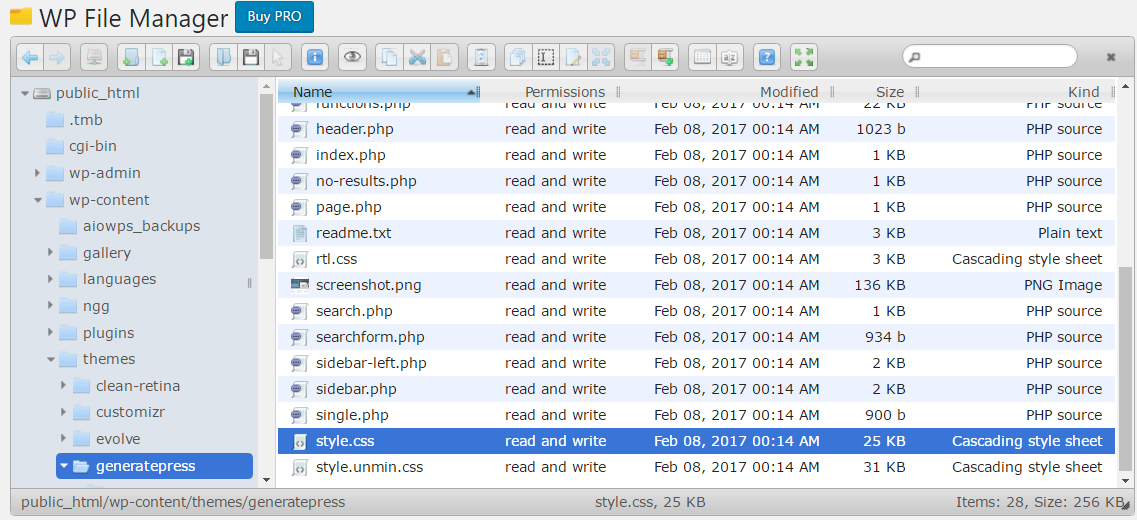 WP File Manager Buy PRO
public_html
.tmb
cgi-bin
wp-admin
wp-content
aiowps_backups
gallery
languages
ngg
plugins
themes
clean-retina
customizr
evolve
generatepress
Name Permissions Modified Size Kind
functions.php read and write Feb 08, 2017 00:14 AM 22 KB PHP source
header.php read and write Feb 08, 2017 00:14 AM 1023 b PHP source
index.php read and write Feb 08, 2017 00:14 AM 1 KB PHP source
no-results.php read and write Feb 08, 2017 00:14 AM 1 KB PHP source
page.php read and write Feb 08, 2017 00:14 AM 1 KB PHP source
readme.txt read and write Feb 08, 2017 00:14 AM 3 KB Plain text
rtl.css read and write Feb 08, 2017 00:14 AM 3 KB Cascading style sheet
screenshot.png read and write Feb 08, 2017 00:14 AM 136 KB PNG Image
search.php read and write Feb 08, 2017 00:14 AM 1 KB PHP source
searchform.php read and write Feb 08, 2017 00:14 AM 934 b PHP source
sidebar-left.php read and write Feb 08, 2017 00:14 AM 2 KB PHP source
sidebar.php read and write Feb 08, 2017 00:14 AM 2 KB PHP source
single.php read and write Feb 08, 2017 00:14 AM 900 b PHP source
style.css read and write Feb 08, 2017 00:14 AM 25 KB Cascading style sheet
style.unmin.css read and write Feb 08, 2017 00:14 AM 31 KB Cascading style sheet
public_html/wp-content/themes/generatepress style.css, 25 KB Items: 28, Size: 256 KB